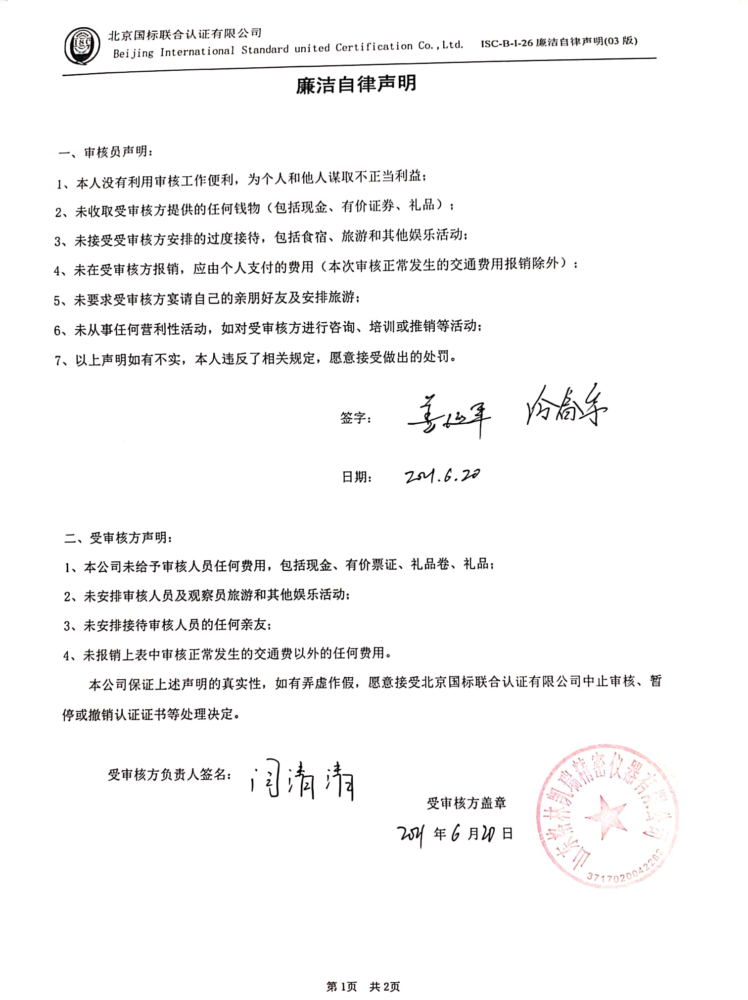 ISC
北京国标联合认证有限公司
Beijing International Standard united Certification Co.,Ltd. ISC-B-I-26 廉洁自律声明(03 版)
廉洁自律声明
一、审核员声明：
1、本人没有利用审核工作便利，为个人和他人谋取不正当利益；
2、未收取受审核方提供的任何钱物（包括现金、有价证券、礼品）；
3、未接受受审核方安排的过度接待，包括食宿、旅游和其他娱乐活动；
4、未在受审核方报销，应由个人支付的费用（本次审核正常发生的交通费用报销除外）；
5、未要求受审核方宴请自己的亲朋好友及安排旅游；
6、未从事任何营利性活动，如对受审核方进行咨询、培训或推销等活动；
7、以上声明如有不实，本人违反了相关规定，愿意接受做出的处罚。
签字：
日期： 2021.6.20
二、受审核方声明：
1、本公司未给予审核人员任何费用，包括现金、有价票证、礼品卷、礼品；
2、未安排审核人员及观察员旅游和其他娱乐活动；
3、未安排接待审核人员的任何亲友；
4、未报销上表中审核正常发生的交通费以外的任何费用。
本公司保证上述声明的真实性，如有弄虚作假，愿意接受北京国标联合认证有限公司中止审核、暂
停或撤销认证证书等处理决定。
受审核方负责人签名： 闫清清
受审核方盖章
2021 年 6 月 20 日
山东格林凯瑞精密仪器有限公司
3717020042282
第 1页 共 2页